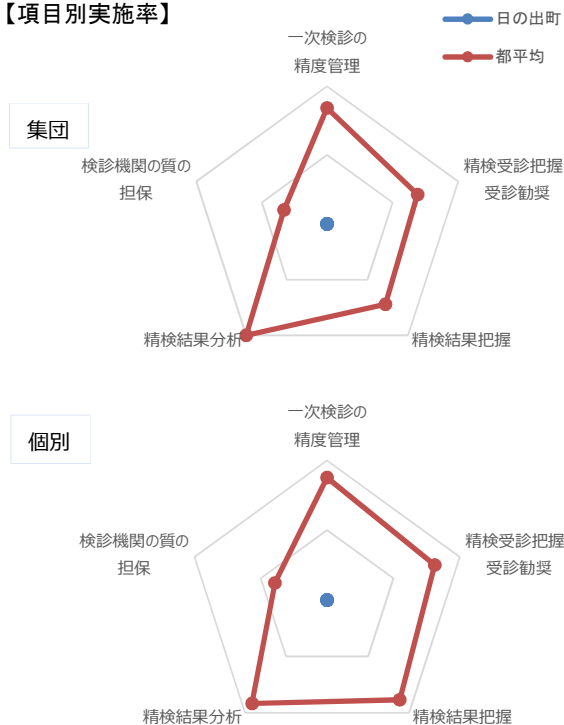 【項目別実施率】
日の出町
都平均
集団
一次検診の
精度管理
精検受診把握
受診勧奨
精検結果把握
精検結果分析
検診機関の質の
担保
個別
一次検診の
精度管理
精検受診把握
受診勧奨
精検結果把握
精検結果分析
検診機関の質の
担保